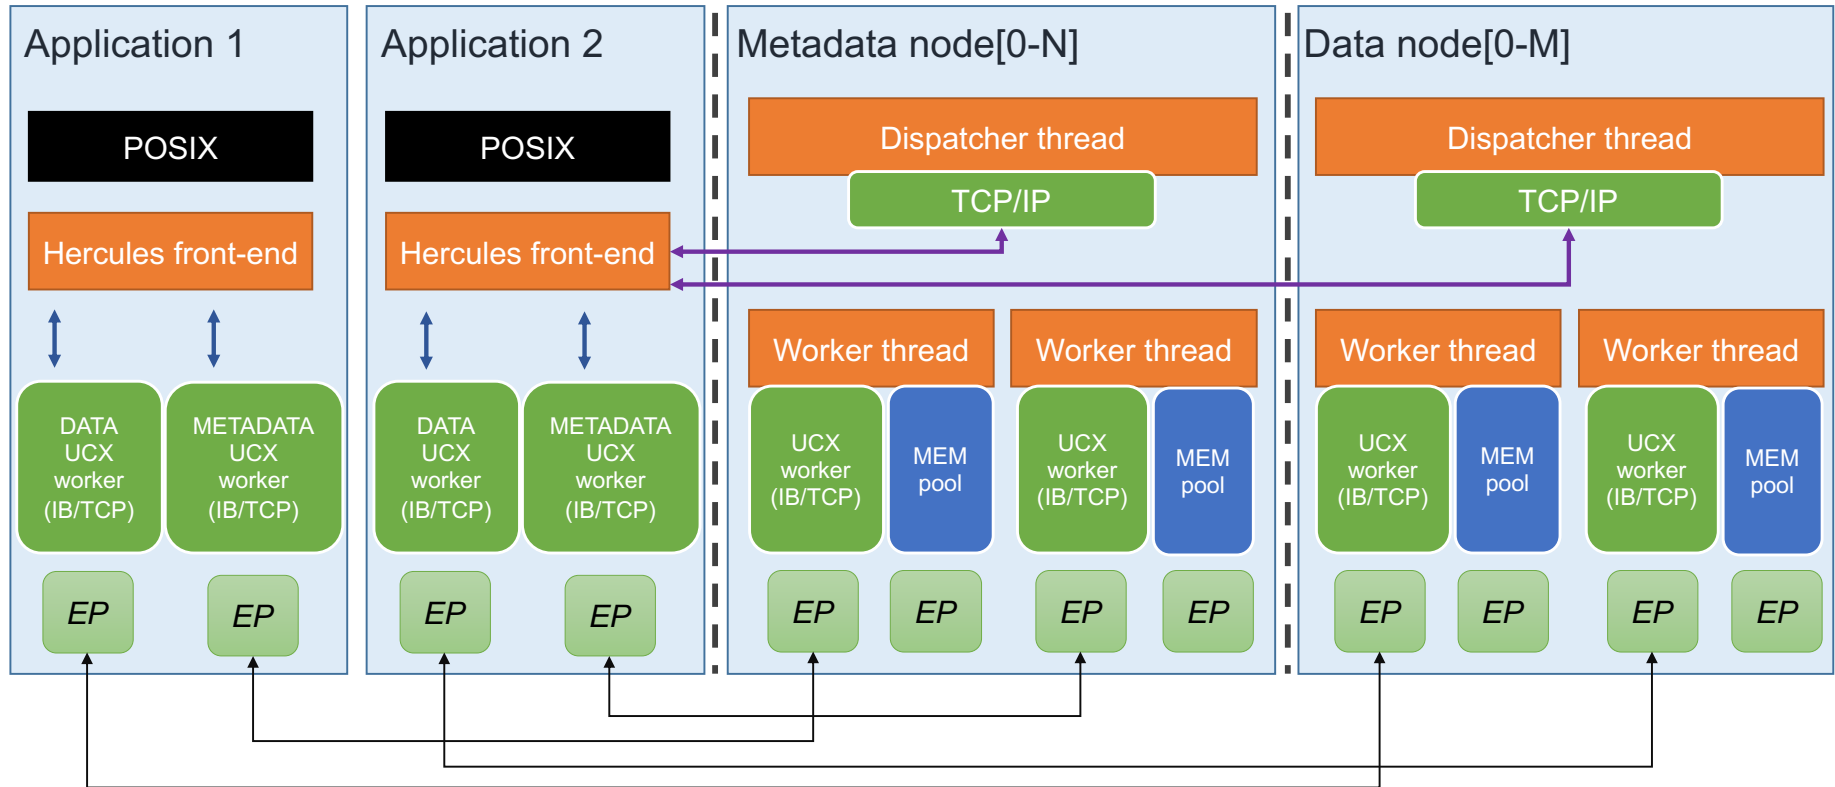 Application 1
POSIX
Hercules front-end
DATA
UCX
worker
(IB/TCP)
METADATA
UCX
worker
(IB/TCP)
EP
EP
Application 2
POSIX
Hercules front-end
DATA
UCX
worker
(IB/TCP)
METADATA
UCX
worker
(IB/TCP)
EP
EP
Metadata node[0-N]
Dispatcher thread
TCP/IP
Worker thread
UCX
worker
(IB/TCP)
MEM
pool
Worker thread
UCX
worker
(IB/TCP)
MEM
pool
EP
EP
EP
EP
Data node[0-M]
Dispatcher thread
TCP/IP
Worker thread
UCX
worker
(IB/TCP)
MEM
pool
Worker thread
UCX
worker
(IB/TCP)
MEM
pool
EP
EP
EP
EP